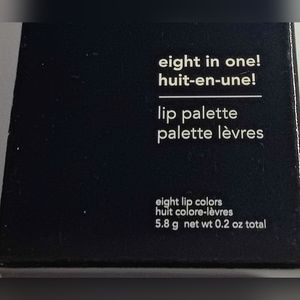 eight in one!
huit-en-une!
lip palette
palette lèvres
eight lip colors
huit colore-lèvres
5.8 g net wt 0.2 oz total